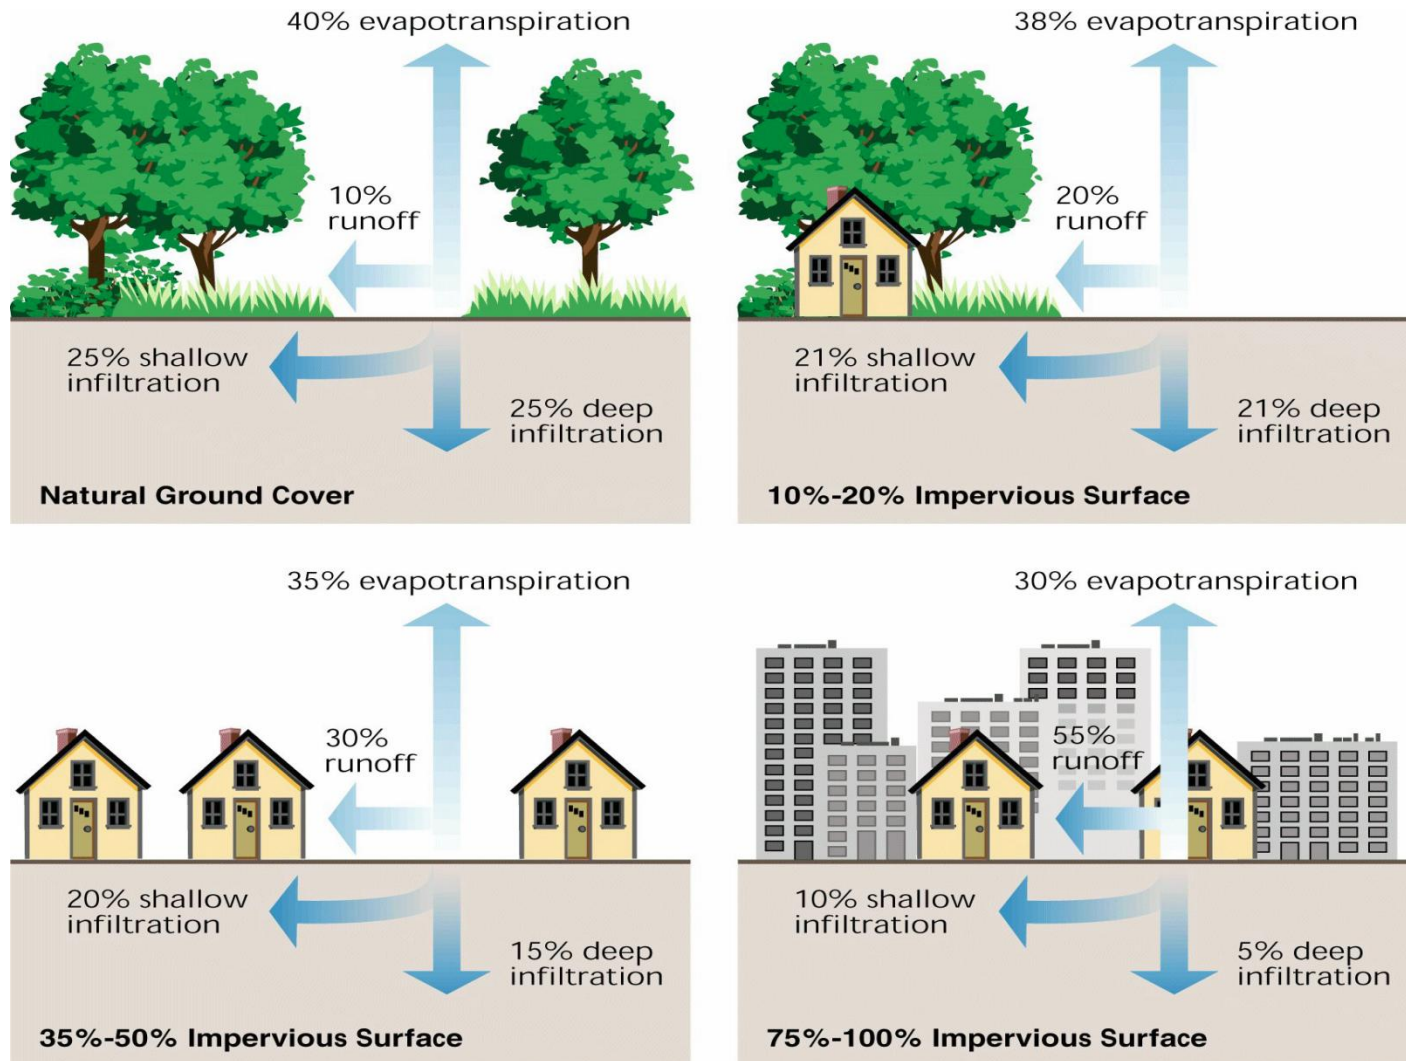 40% evapotranspiration
10%
runoff
25% shallow
infiltration
25% deep
infiltration
Natural Ground Cover
38% evapotranspiration
20%
runoff
21% shallow
infiltration
21% deep
infiltration
10%-20% Impervious Surface
35% evapotranspiration
30%
runoff
20% shallow
infiltration
15% deep
infiltration
35%-50% Impervious Surface
30% evapotranspiration
55%
runoff
10% shallow
infiltration
5% deep
infiltration
75%-100% Impervious Surface